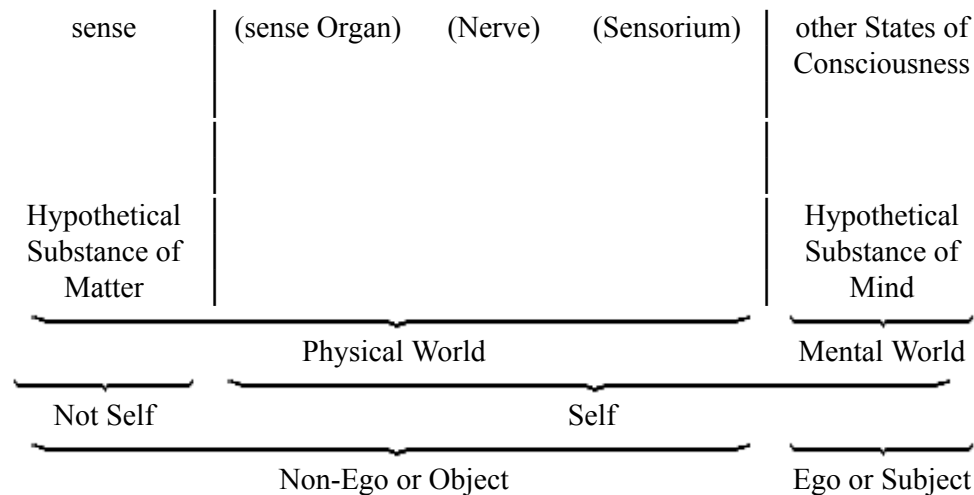 sense (sense Organ) (Nerve) (Sensorium) other States of
Consciousness
Hypothetical Hypothetical
Substance of Substance of
Matter Mind
Physical World Mental World
Not Self Self
Non-Ego or Object Ego or Subject